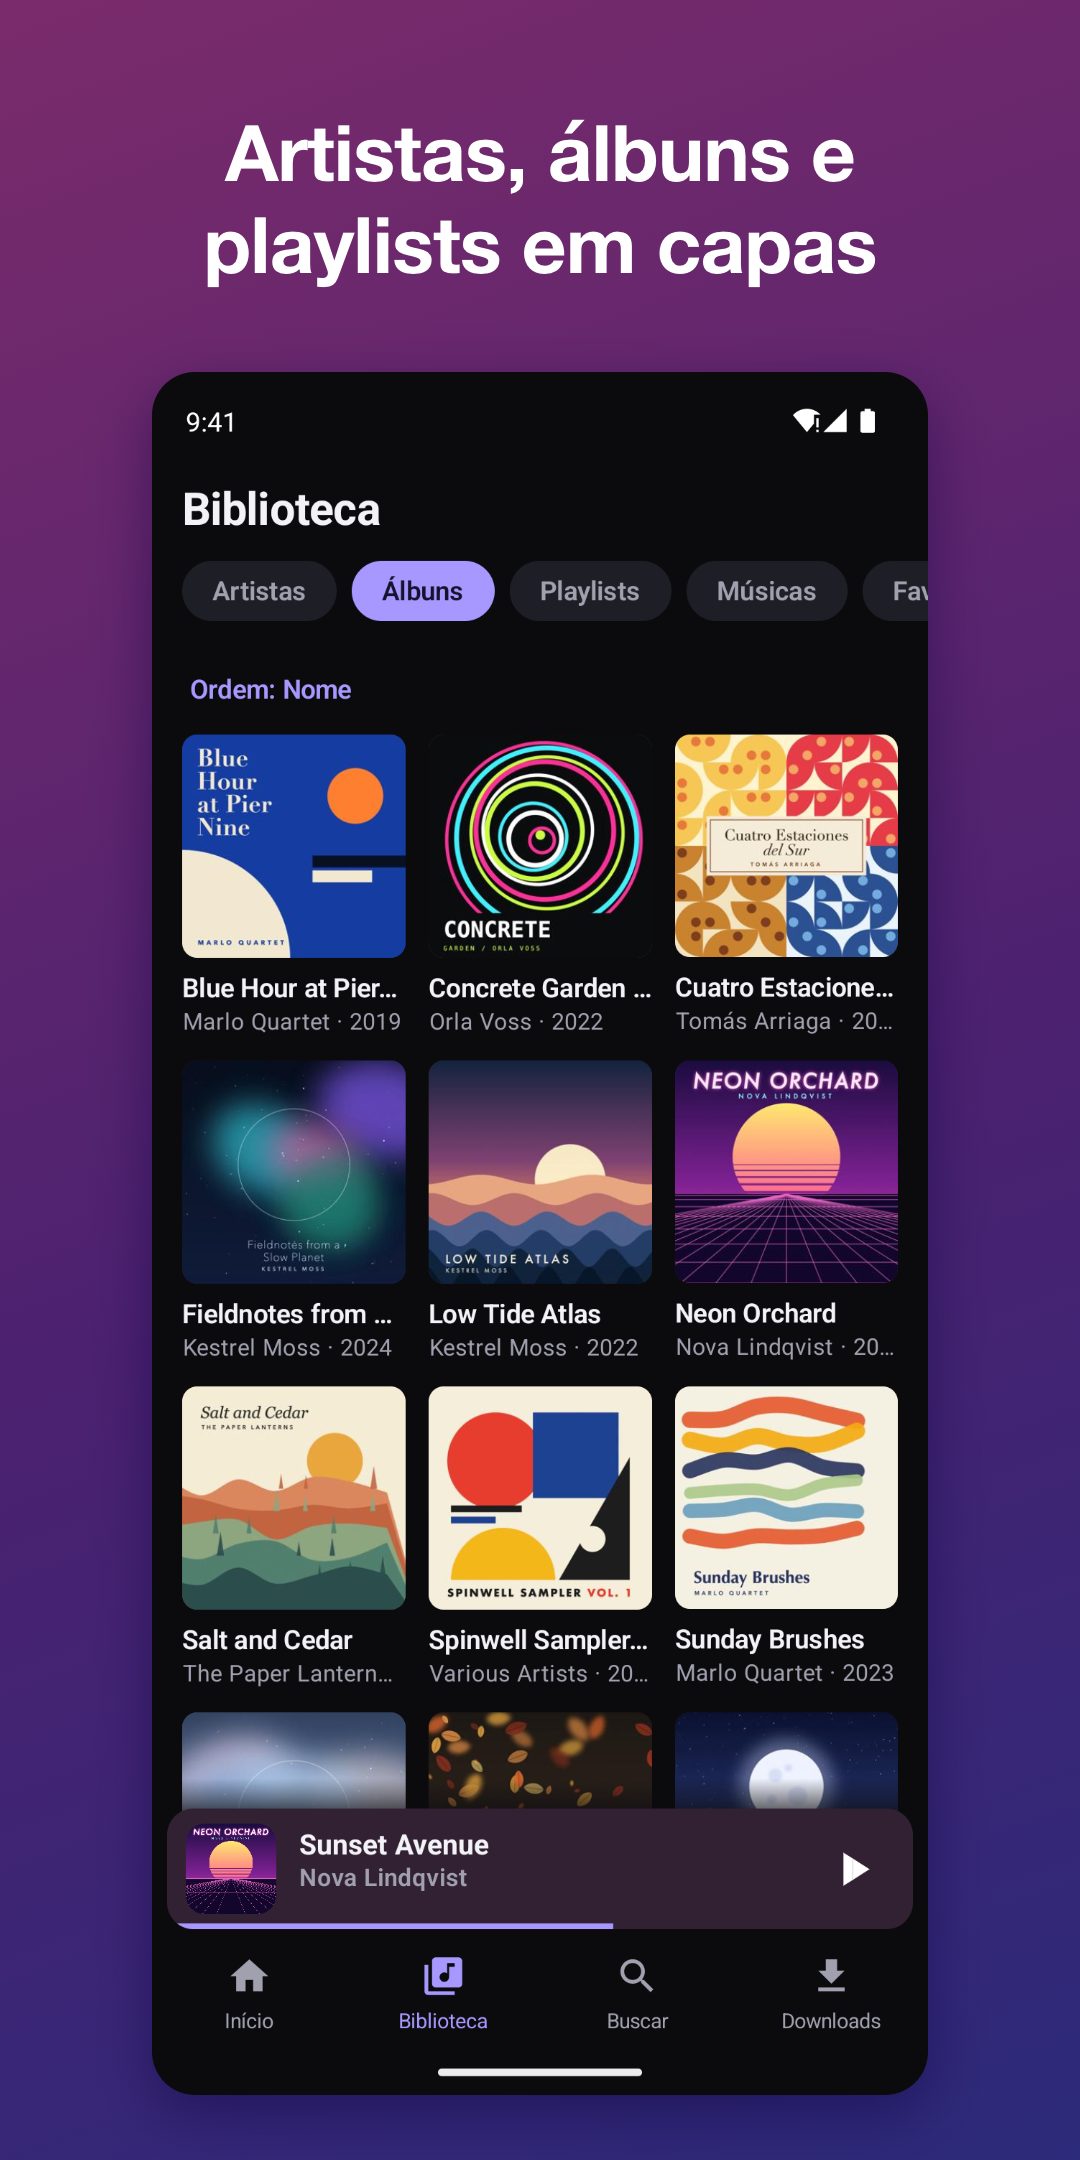 Artistas, álbuns e
playlists em capas
9:41
Biblioteca
Artistas
Álbuns
Playlists
Músicas
Fav
Ordem: Nome
Blue
Hour
at Pier
Nine
MARLO QUARTET
CONCRETE
GARDEN / ORLA VOSS
Cuatro Estaciones
del Sur
TOMÁS ARRIAGA
Blue Hour at Pier...
Marlo Quartet · 2019
Concrete Garden ...
Orla Voss · 2022
Cuatro Estacione...
Tomás Arriaga · 20...
Fieldnotes from a
Slow Planet
KESTREL MOSS
LOW TIDE ATLAS
KESTREL MOSS
NEON ORCHARD
NOVA LINDQVIST
Fieldnotes from ...
Kestrel Moss · 2024
Low Tide Atlas
Kestrel Moss · 2022
Neon Orchard
Nova Lindqvist · 20...
Salt and Cedar
THE PAPER LANTERNS
SPINWELL SAMPLER VOL. 1
Sunday Brushes
MARLO QUARTET
Salt and Cedar
The Paper Lantern...
Spinwell Sampler...
Various Artists · 20...
Sunday Brushes
Marlo Quartet · 2023
NEON ORCHARD
Sunset Avenue
Nova Lindqvist
Início
Biblioteca
Buscar
Downloads